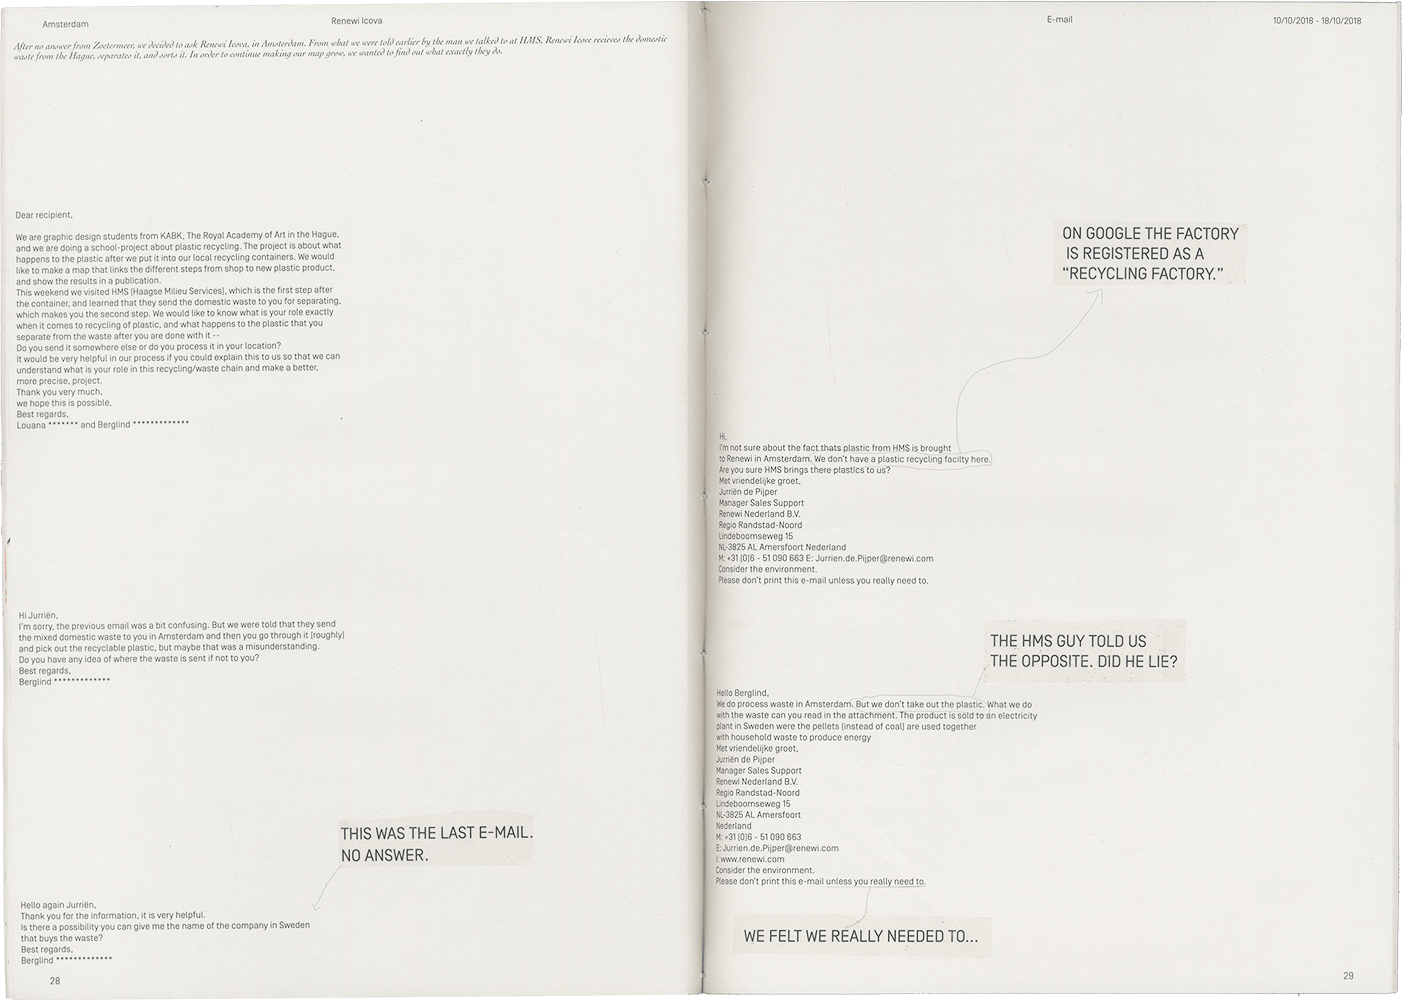 Amsterdam
Renewi Icova
After no answer from Zoetermeer, we decided to ask Renewi Icova, in Amsterdam. From what we were told earlier by the man we talked to at HMS, Renewi Icove recieves the domestic
waste from the Hague, separates it, and sorts it. In order to continue making our map grow, we wanted to find out what exactly they do.
Dear recipient,
We are graphic design students from KABK, The Royal Academy of Art in the Hague,
and we are doing a school-project about plastic recycling. The project is about what
happens to the plastic after we put it into our local recycling containers. We would
like to make a map that links the different steps from shop to new plastic product,
and show the results in a publication.
This weekend we visited HMS (Haagse Milieu Services), which is the first step after
the container, and learned that they send the domestic waste to you for separating,
which makes you the second step. We would like to know what is your role exactly
when it comes to recycling of plastic, and what happens to the plastic that you
separate from the waste after you are done with it --
Do you send it somewhere else or do you process it in your location?
It would be very helpful in our process if you could explain this to us so that we can
understand what is your role in this recycling/waste chain and make a better,
more precise, project.
Thank you very much,
we hope this is possible,
Best regards,
Louana ******* and Berglind *************
Hi Jurriën,
I'm sorry, the previous email was a bit confusing. But we were told that they send
the mixed domestic waste to you in Amsterdam and then you go through it (roughly)
and pick out the recyclable plastic, but maybe that was a misunderstanding.
Do you have any idea of where the waste is sent if not to you?
Best regards,
Berglind *************
THIS WAS THE LAST E-MAIL.
NO ANSWER.
Hello again Jurriën,
Thank you for the information, it is very helpful.
Is there a possibility you can give me the name of the company in Sweden
that buys the waste?
Best regards,
Berglind *************
28
E-mail
10/10/2018 - 18/10/2018
ON GOOGLE THE FACTORY
IS REGISTERED AS A
“RECYCLING FACTORY.”
Hi,
I'm not sure about the fact thats plastic from HMS is brought
to Renewi in Amsterdam. We don't have a plastic recycling facilty here.
Are you sure HMS brings there plastics to us?
Met vriendelijke groet,
Jurriën de Pijper
Manager Sales Support
Renewi Nederland B.V.
Regio Randstad-Noord
Lindeboomseweg 15
NL-3825 AL Amersfoort Nederland
M: +31 (0)6 - 51 090 663 E: Jurrien.de.Pijper@renewi.com
Consider the environment.
Please don't print this e-mail unless you really need to.
THE HMS GUY TOLD US
THE OPPOSITE. DID HE LIE?
Hello Berglind,
We do process waste in Amsterdam. But we don't take out the plastic. What we do
with the waste can you read in the attachment. The product is sold to an electricity
plant in Sweden were the pellets (instead of coal) are used together
with household waste to produce energy
Met vriendelijke groet,
Jurriën de Pijper
Manager Sales Support
Renewi Nederland B.V.
Regio Randstad-Noord
Lindeboomseweg 15
NL-3825 AL Amersfoort
Nederland
M: +31 (0)6 - 51 090 663
E: Jurrien.de.Pijper@renewi.com
I: www.renewi.com
Consider the environment.
Please don't print this e-mail unless you really need to.
WE FELT WE REALLY NEEDED TO...
29